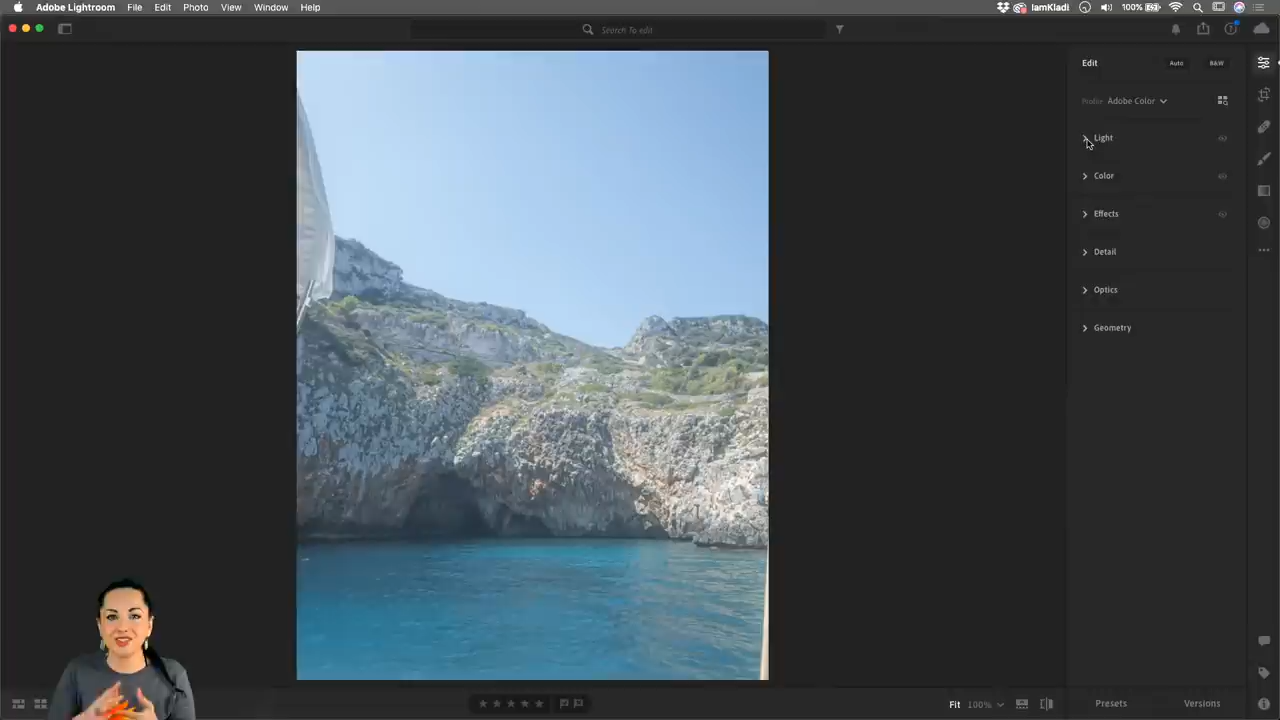 Adobe Lightroom File Edit Photo View Window Help IamKladi 100%
Search To edit
Edit Auto B&W
Profile Adobe Color
Light
Color
Effects
Detail
Optics
Geometry
Fit 100% Presets Versions